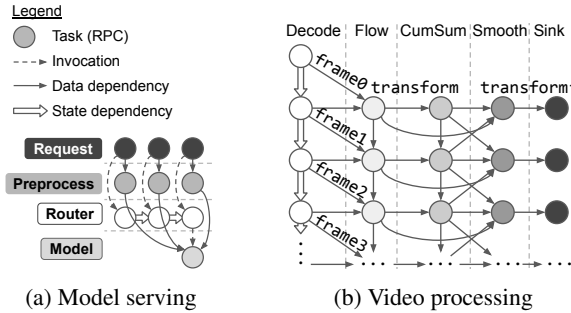 Legend
Task (RPC)
Invocation
Data dependency
State dependency
Request
Preprocess
Router
Model
(a) Model serving
Decode Flow CumSum Smooth Sink
frame0
transform transform'
frame1
frame2
frame3
(b) Video processing